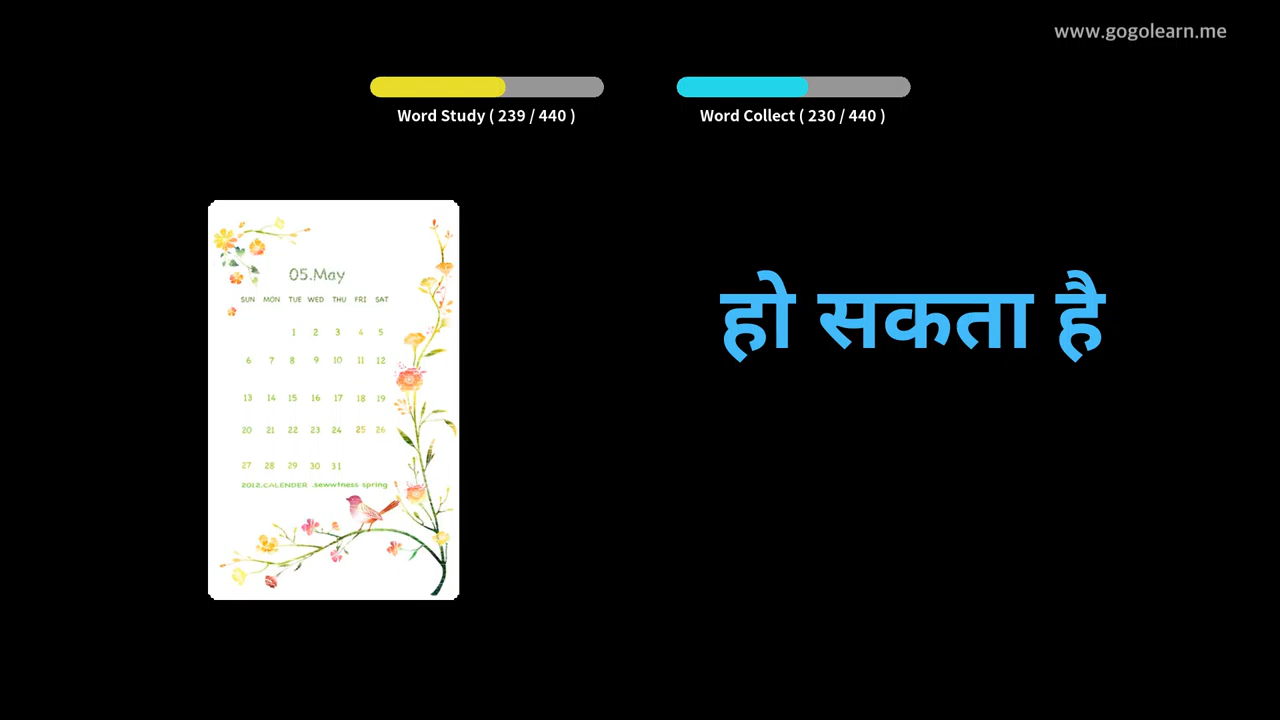 www.gogolearn.me
Word Study ( 239 / 440 )
Word Collect ( 230 / 440 )
05.May
SUN MON TUE WED THU FRI SAT
1 2 3 4 5
6 7 8 9 10 11 12
13 14 15 16 17 18 19
20 21 22 23 24 25 26
27 28 29 30 31
2012.CALENDER .sewwtness spring
हो सकता है